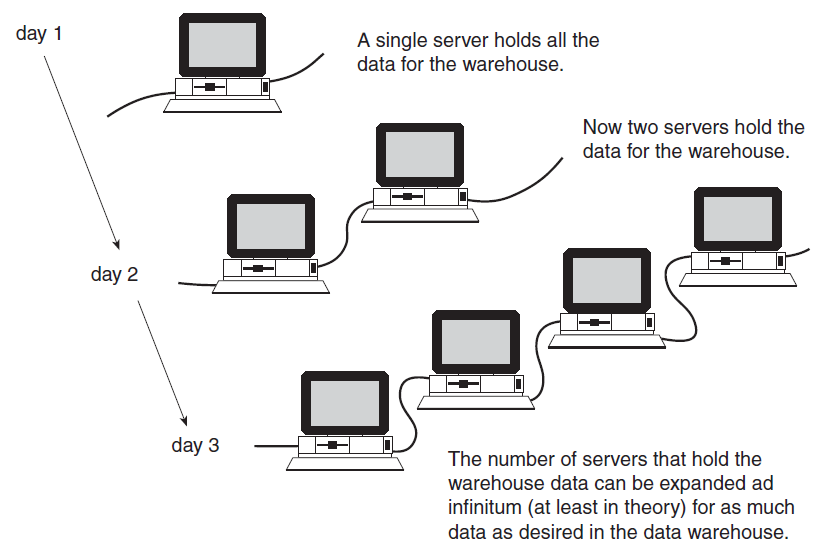 day 1
A single server holds all the
data for the warehouse.
Now two servers hold the
data for the warehouse.
day 2
day 3
The number of servers that hold the
warehouse data can be expanded ad
infinitum (at least in theory) for as much
data as desired in the data warehouse.